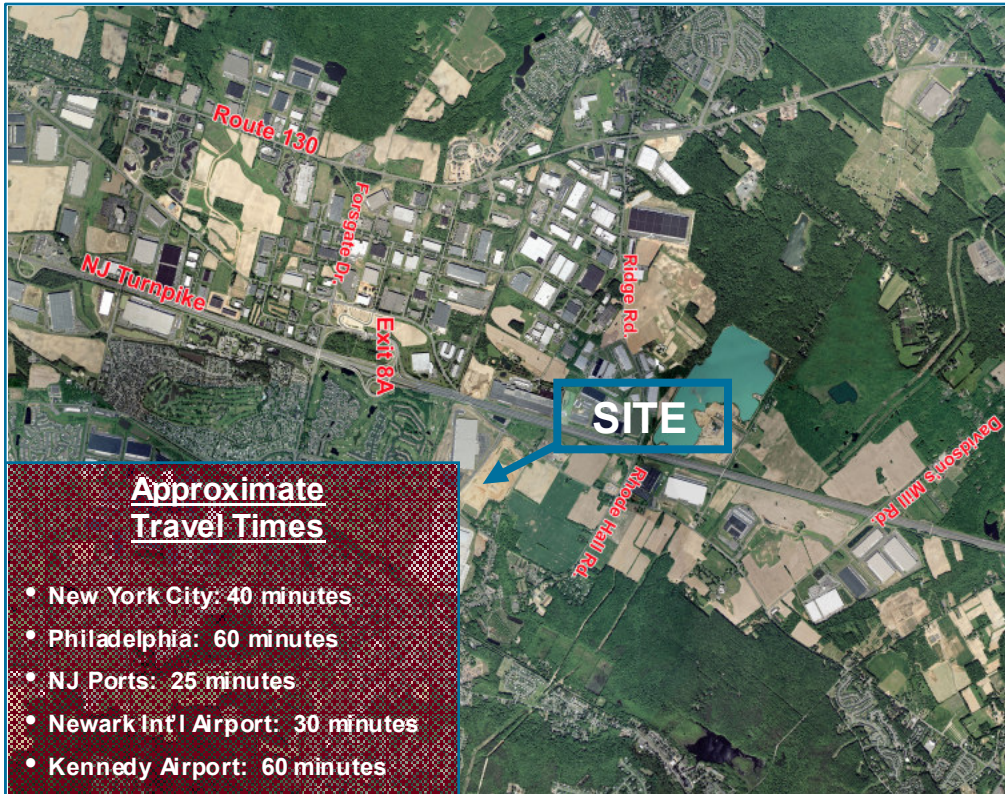 Route 130
Forsgate Dr.
Ridge Rd.
NJ Turnpike
Exit 8A
SITE
Rhode Hall Rd.
Davidson's Mill Rd.
Approximate
Travel Times
• New York City: 40 minutes
• Philadelphia: 60 minutes
• NJ Ports: 25 minutes
• Newark Int'l Airport: 30 minutes
• Kennedy Airport: 60 minutes